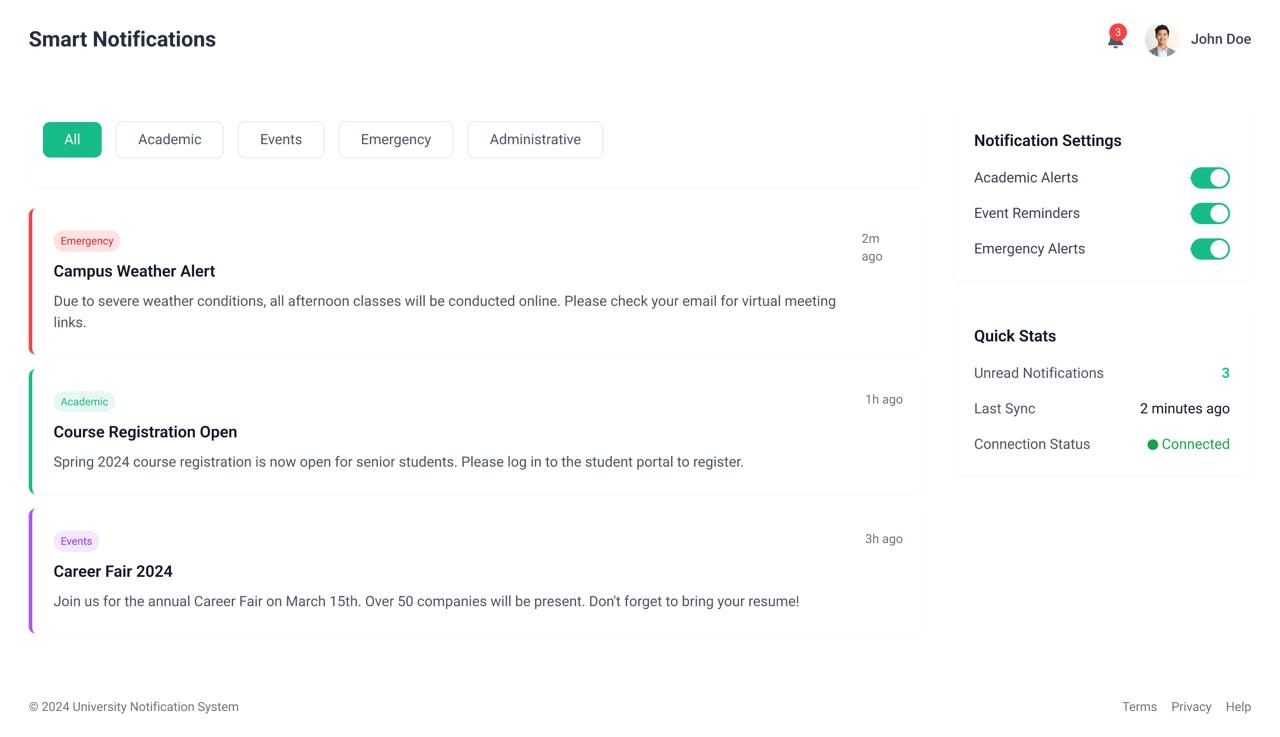 Smart Notifications
3
John Doe
All
Academic
Events
Emergency
Administrative
Emergency
2m
ago
Campus Weather Alert
Due to severe weather conditions, all afternoon classes will be conducted online. Please check your email for virtual meeting
links.
Academic
1h ago
Course Registration Open
Spring 2024 course registration is now open for senior students. Please log in to the student portal to register.
Events
3h ago
Career Fair 2024
Join us for the annual Career Fair on March 15th. Over 50 companies will be present. Don't forget to bring your resume!
Notification Settings
Academic Alerts
Event Reminders
Emergency Alerts
Quick Stats
Unread Notifications 3
Last Sync 2 minutes ago
Connection Status Connected
© 2024 University Notification System
Terms Privacy Help